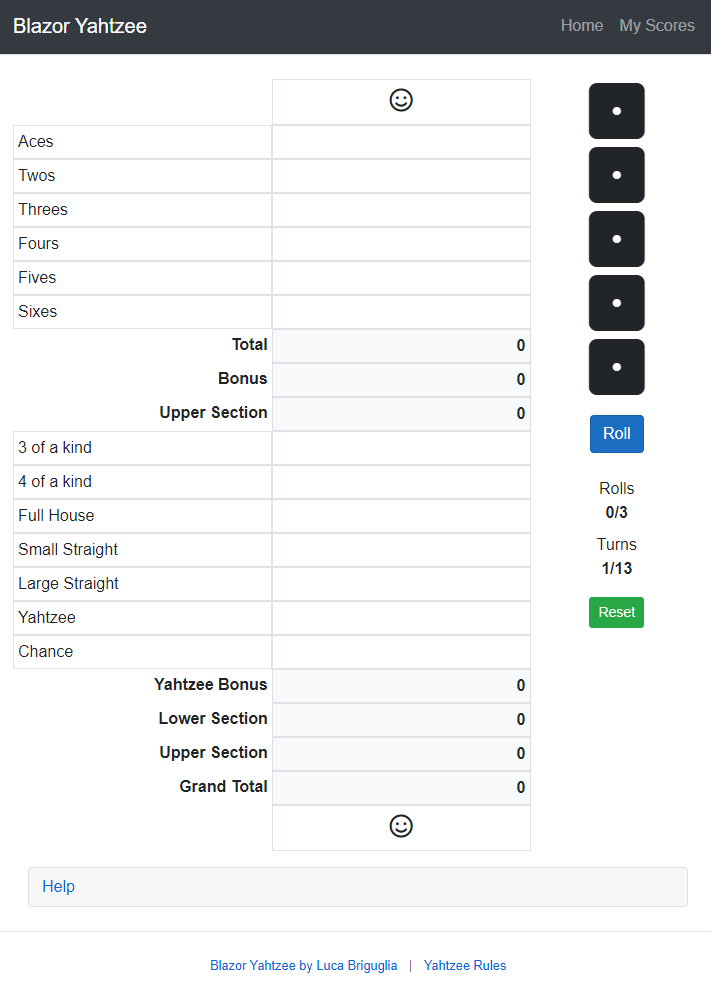 Blazor Yahtzee Home My Scores
Aces
Twos
Threes
Fours
Fives
Sixes
Total 0
Bonus 0
Upper Section 0
3 of a kind
4 of a kind
Full House
Small Straight
Large Straight
Yahtzee
Chance
Yahtzee Bonus 0
Lower Section 0
Upper Section 0
Grand Total 0
Roll
Rolls
0/3
Turns
1/13
Reset
Help
Blazor Yahtzee by Luca Briguglia | Yahtzee Rules